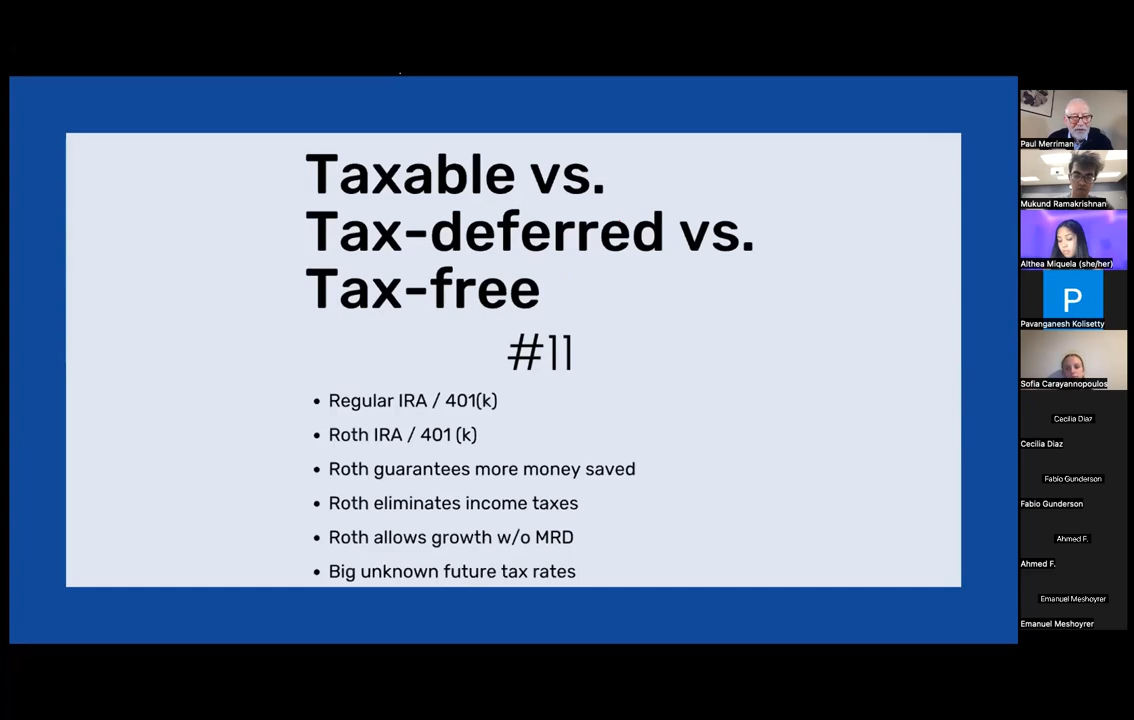 Taxable vs.
Tax-deferred vs.
Tax-free
#11
• Regular IRA / 401(k)
• Roth IRA / 401 (k)
• Roth guarantees more money saved
• Roth eliminates income taxes
• Roth allows growth w/o MRD
• Big unknown future tax rates
Paul Merriman
Mukund Ramakrishnan
Althea Miquela (she/her)
P
Pavanganesh Kolisetty
Sofia Carayannopoulos
Cecilia Diaz
Cecilia Diaz
Fabio Gunderson
Fabio Gunderson
Ahmed F.
Ahmed F.
Emanuel Meshoyrer
Emanuel Meshoyrer